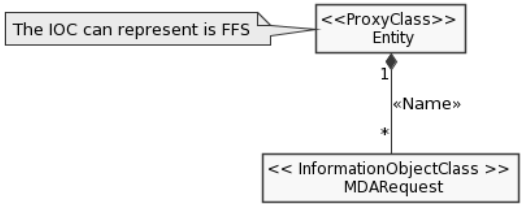 The IOC can represent is FFS
<<ProxyClass>>
Entity
1
«Name»
*
<< InformationObjectClass >>
MDARequest